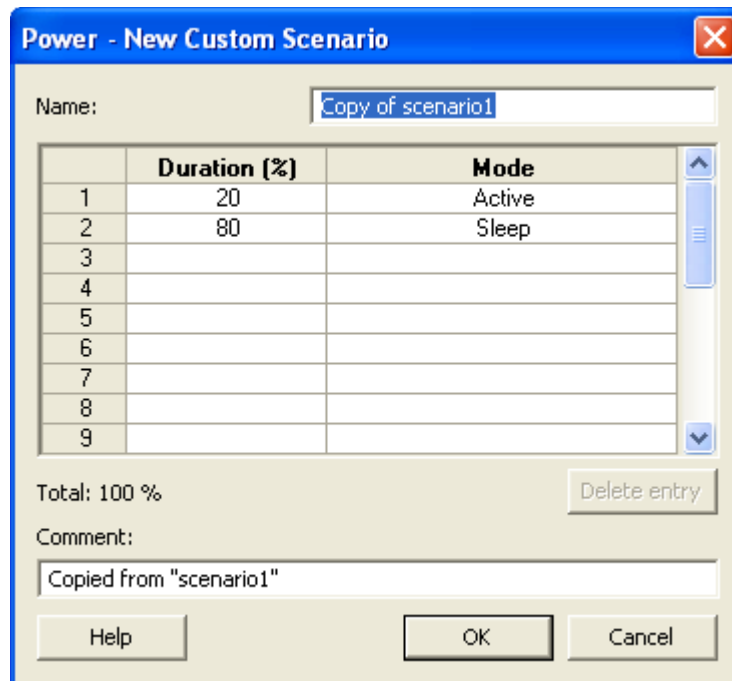 Power - New Custom Scenario
Name: Copy of scenario1
Duration (%) Mode
1 20 Active
2 80 Sleep
3
4
5
6
7
8
9
Total: 100 % Delete entry
Comment:
Copied from "scenario1"
Help OK Cancel